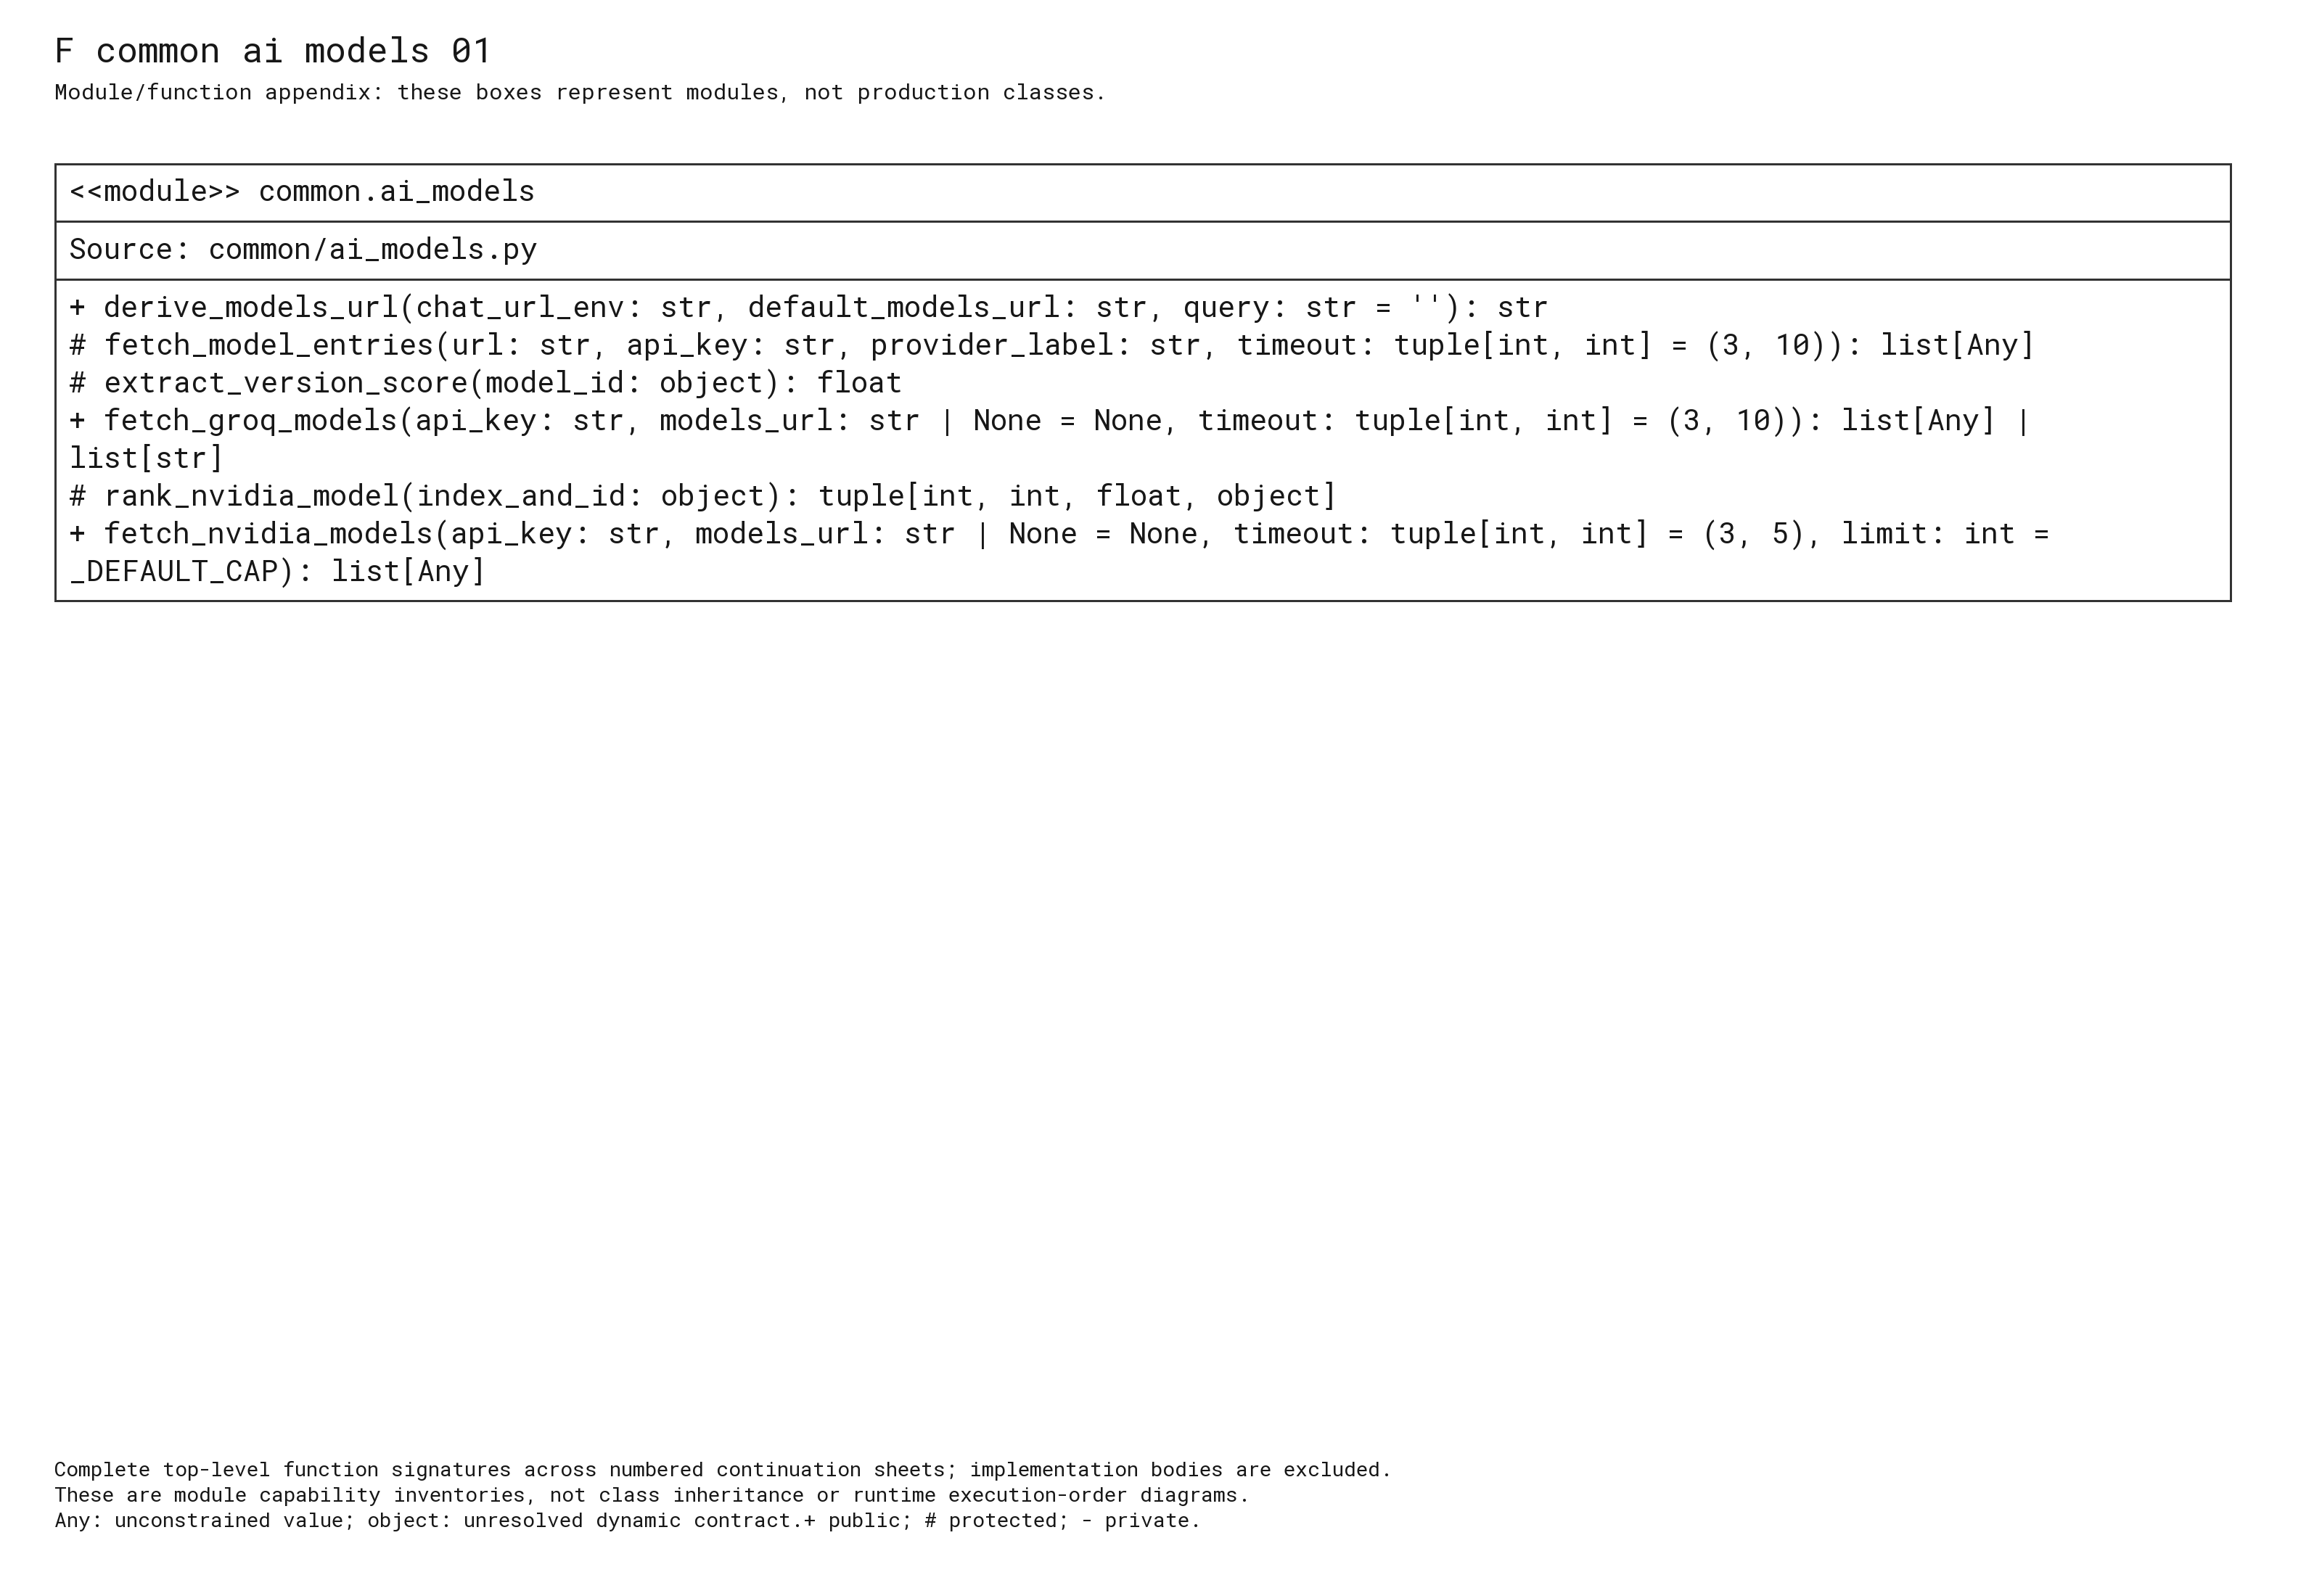 F common ai models 01
Module/function appendix: these boxes represent modules, not production classes.
<<module>> common.ai_models
Source: common/ai_models.py
+ derive_models_url(chat_url_env: str, default_models_url: str, query: str = ''): str
# fetch_model_entries(url: str, api_key: str, provider_label: str, timeout: tuple[int, int] = (3, 10)): list[Any]
# extract_version_score(model_id: object): float
+ fetch_groq_models(api_key: str, models_url: str | None = None, timeout: tuple[int, int] = (3, 10)): list[Any] |
list[str]
# rank_nvidia_model(index_and_id: object): tuple[int, int, float, object]
+ fetch_nvidia_models(api_key: str, models_url: str | None = None, timeout: tuple[int, int] = (3, 5), limit: int =
_DEFAULT_CAP): list[Any]
Complete top-level function signatures across numbered continuation sheets; implementation bodies are excluded.
These are module capability inventories, not class inheritance or runtime execution-order diagrams.
Any: unconstrained value; object: unresolved dynamic contract.+ public; # protected; - private.